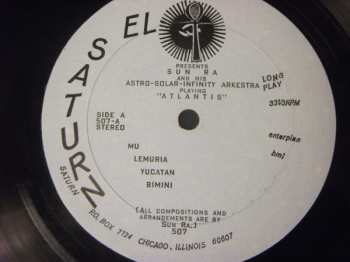 EL SATURN
SATURN
PRESENTS
SUN RA
AND HIS
ASTRO-SOLAR-INFINITY ARKESTRA
PLAYING
"ATLANTIS"
LONG
PLAY
33⅓RPM
SIDE A
507-A
STEREO
enterplan
bmi
MU
LEMURIA
YUCATAN
BIMINI
(ALL COMPOSITIONS AND
ARRANGEMENTS ARE BY
SUN RA.)
507
P.O. BOX 7124 CHICAGO, ILLINOIS 60607